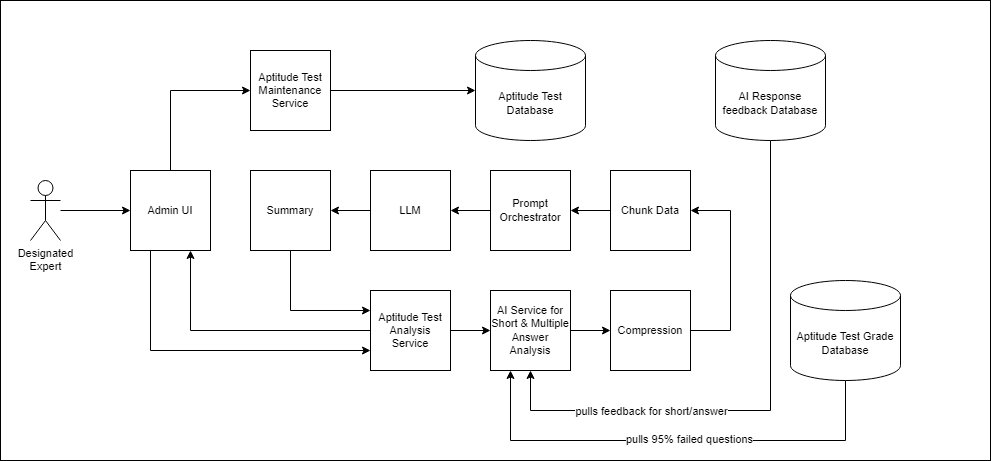 Aptitude Test
Maintenance
Service
Aptitude Test
Database
AI Response
feedback Database
Designated
Expert
Admin UI
Summary
LLM
Prompt
Orchestrator
Chunk Data
Aptitude Test
Analysis
Service
AI Service for
Short & Multiple
Answer
Analysis
Compression
Aptitude Test Grade
Database
pulls feedback for short/answer
pulls 95% failed questions